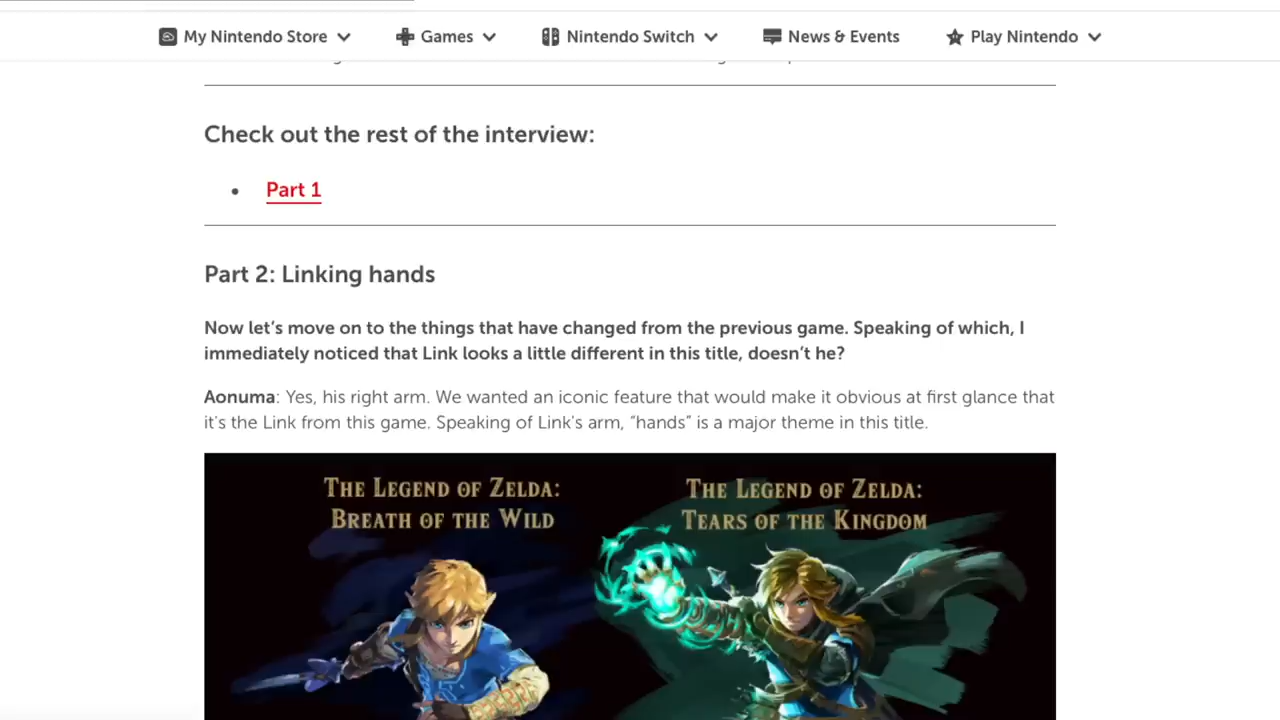 My Nintendo Store Games Nintendo Switch News & Events Play Nintendo
Check out the rest of the interview:
• Part 1
Part 2: Linking hands
Now let’s move on to the things that have changed from the previous game. Speaking of which, I
immediately noticed that Link looks a little different in this title, doesn’t he?
Aonuma: Yes, his right arm. We wanted an iconic feature that would make it obvious at first glance that
it's the Link from this game. Speaking of Link's arm, “hands” is a major theme in this title.
The Legend of Zelda:
Breath of the Wild
The Legend of Zelda:
Tears of the Kingdom